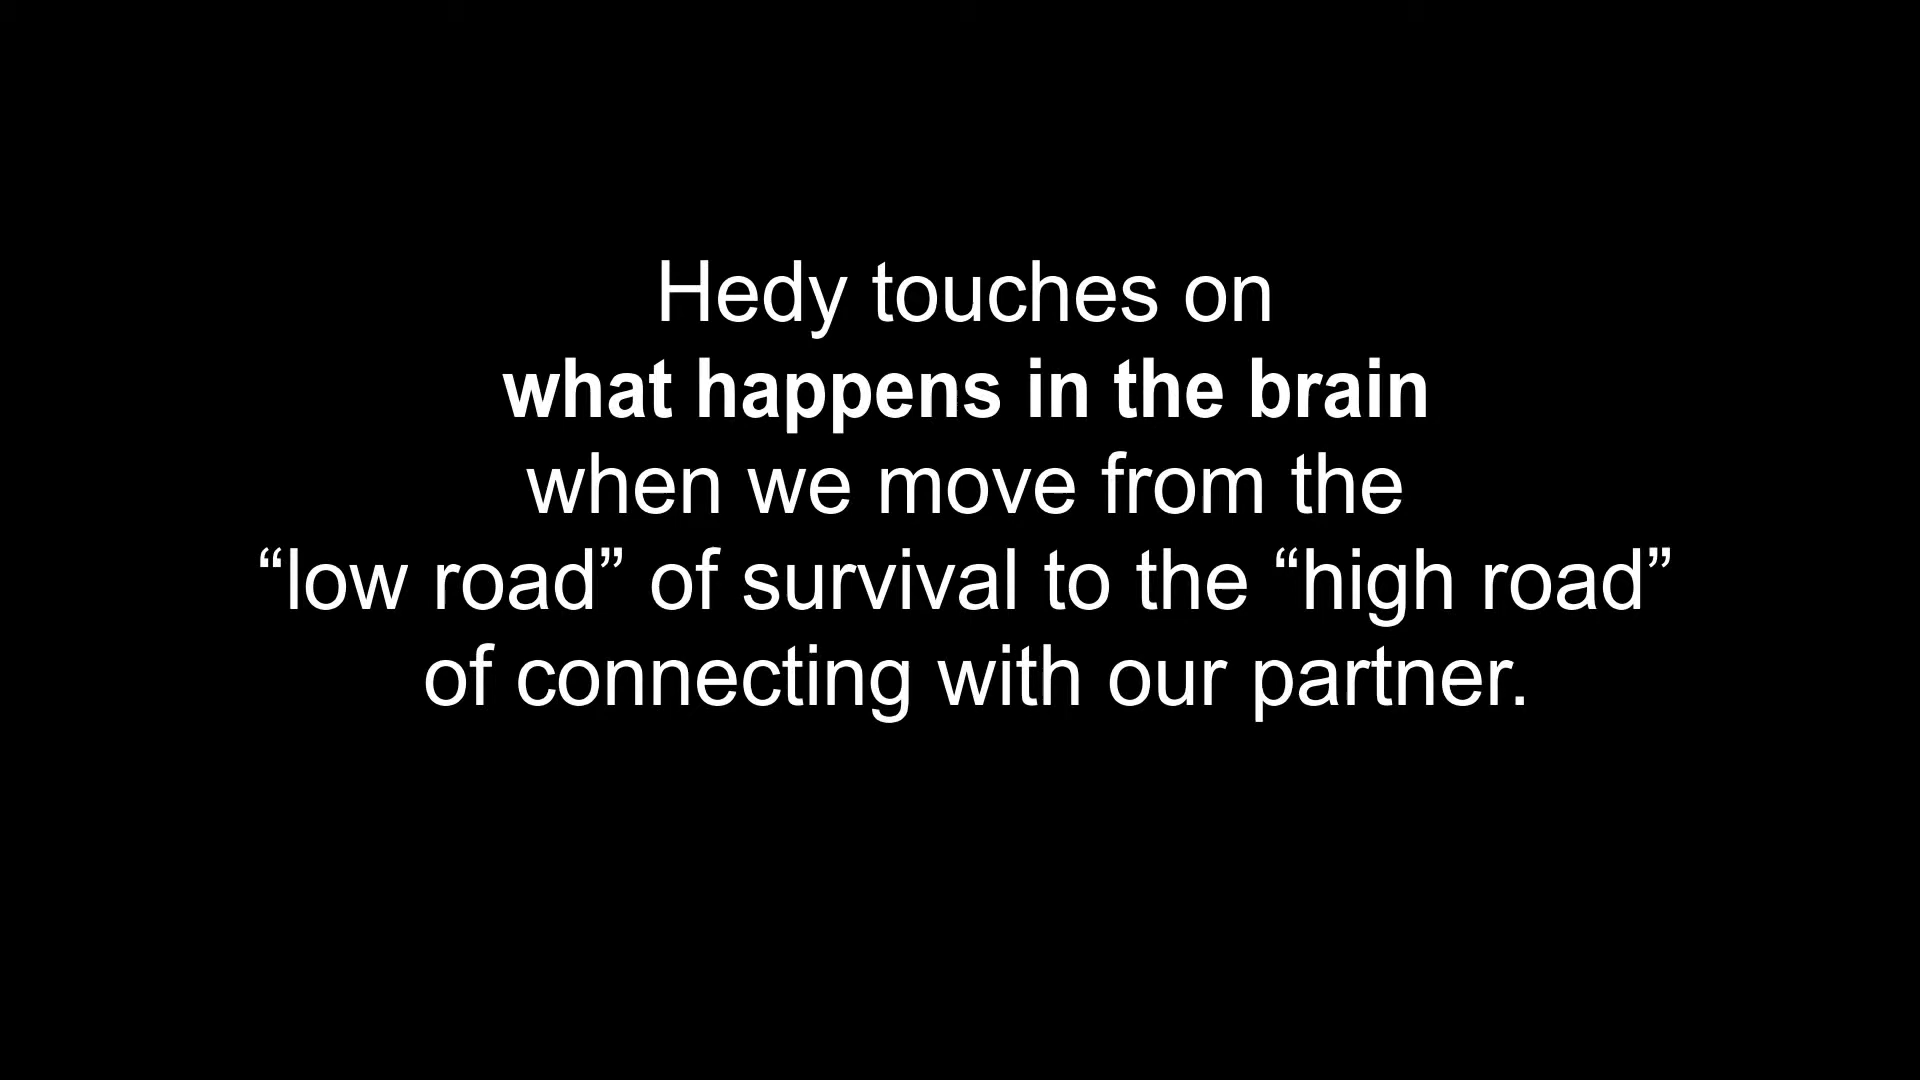 Hedy touches on
what happens in the brain
when we move from the
“low road” of survival to the “high road”
of connecting with our partner.